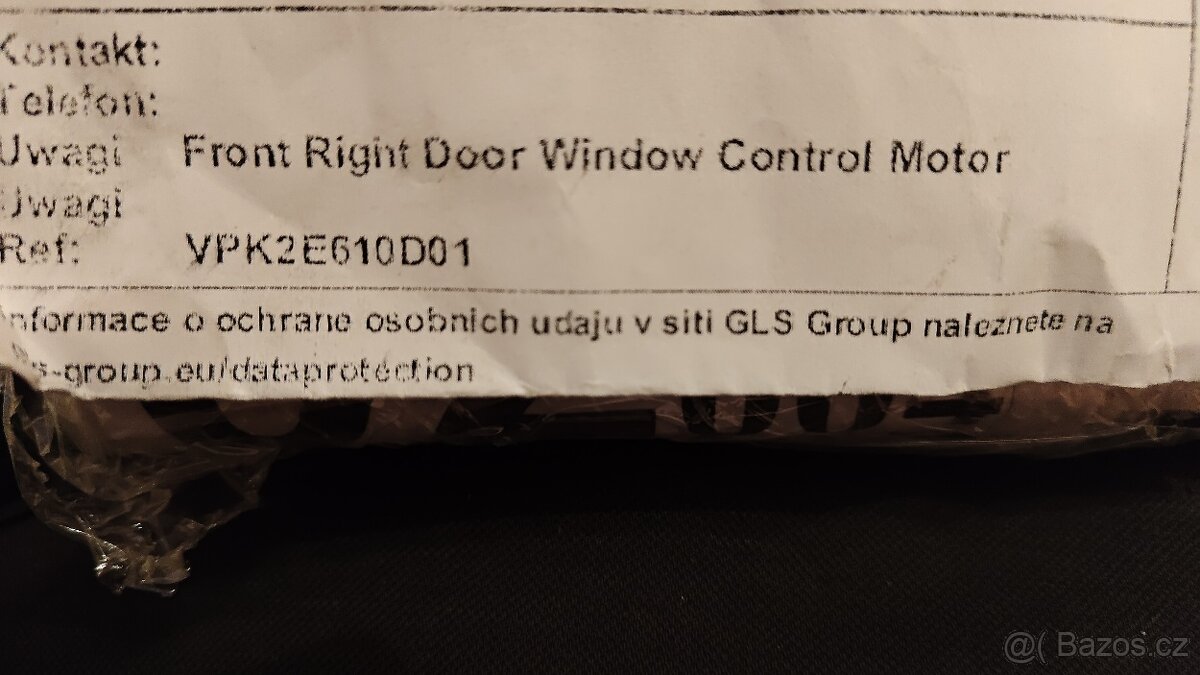 Kontakt:
Telefon:
Uwagi Front Right Door Window Control Motor
Uwagi
Ref: VPK2E610D01
Informace o ochrane osobnich udaju v siti GLS Group naleznete na
-group.eu/dataprotection
@( Bazos.cz